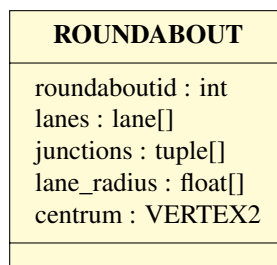 ROUNDABOUT
roundaboutid : int
lanes : lane[]
junctions : tuple[]
lane_radius : float[]
centrum : VERTEX2